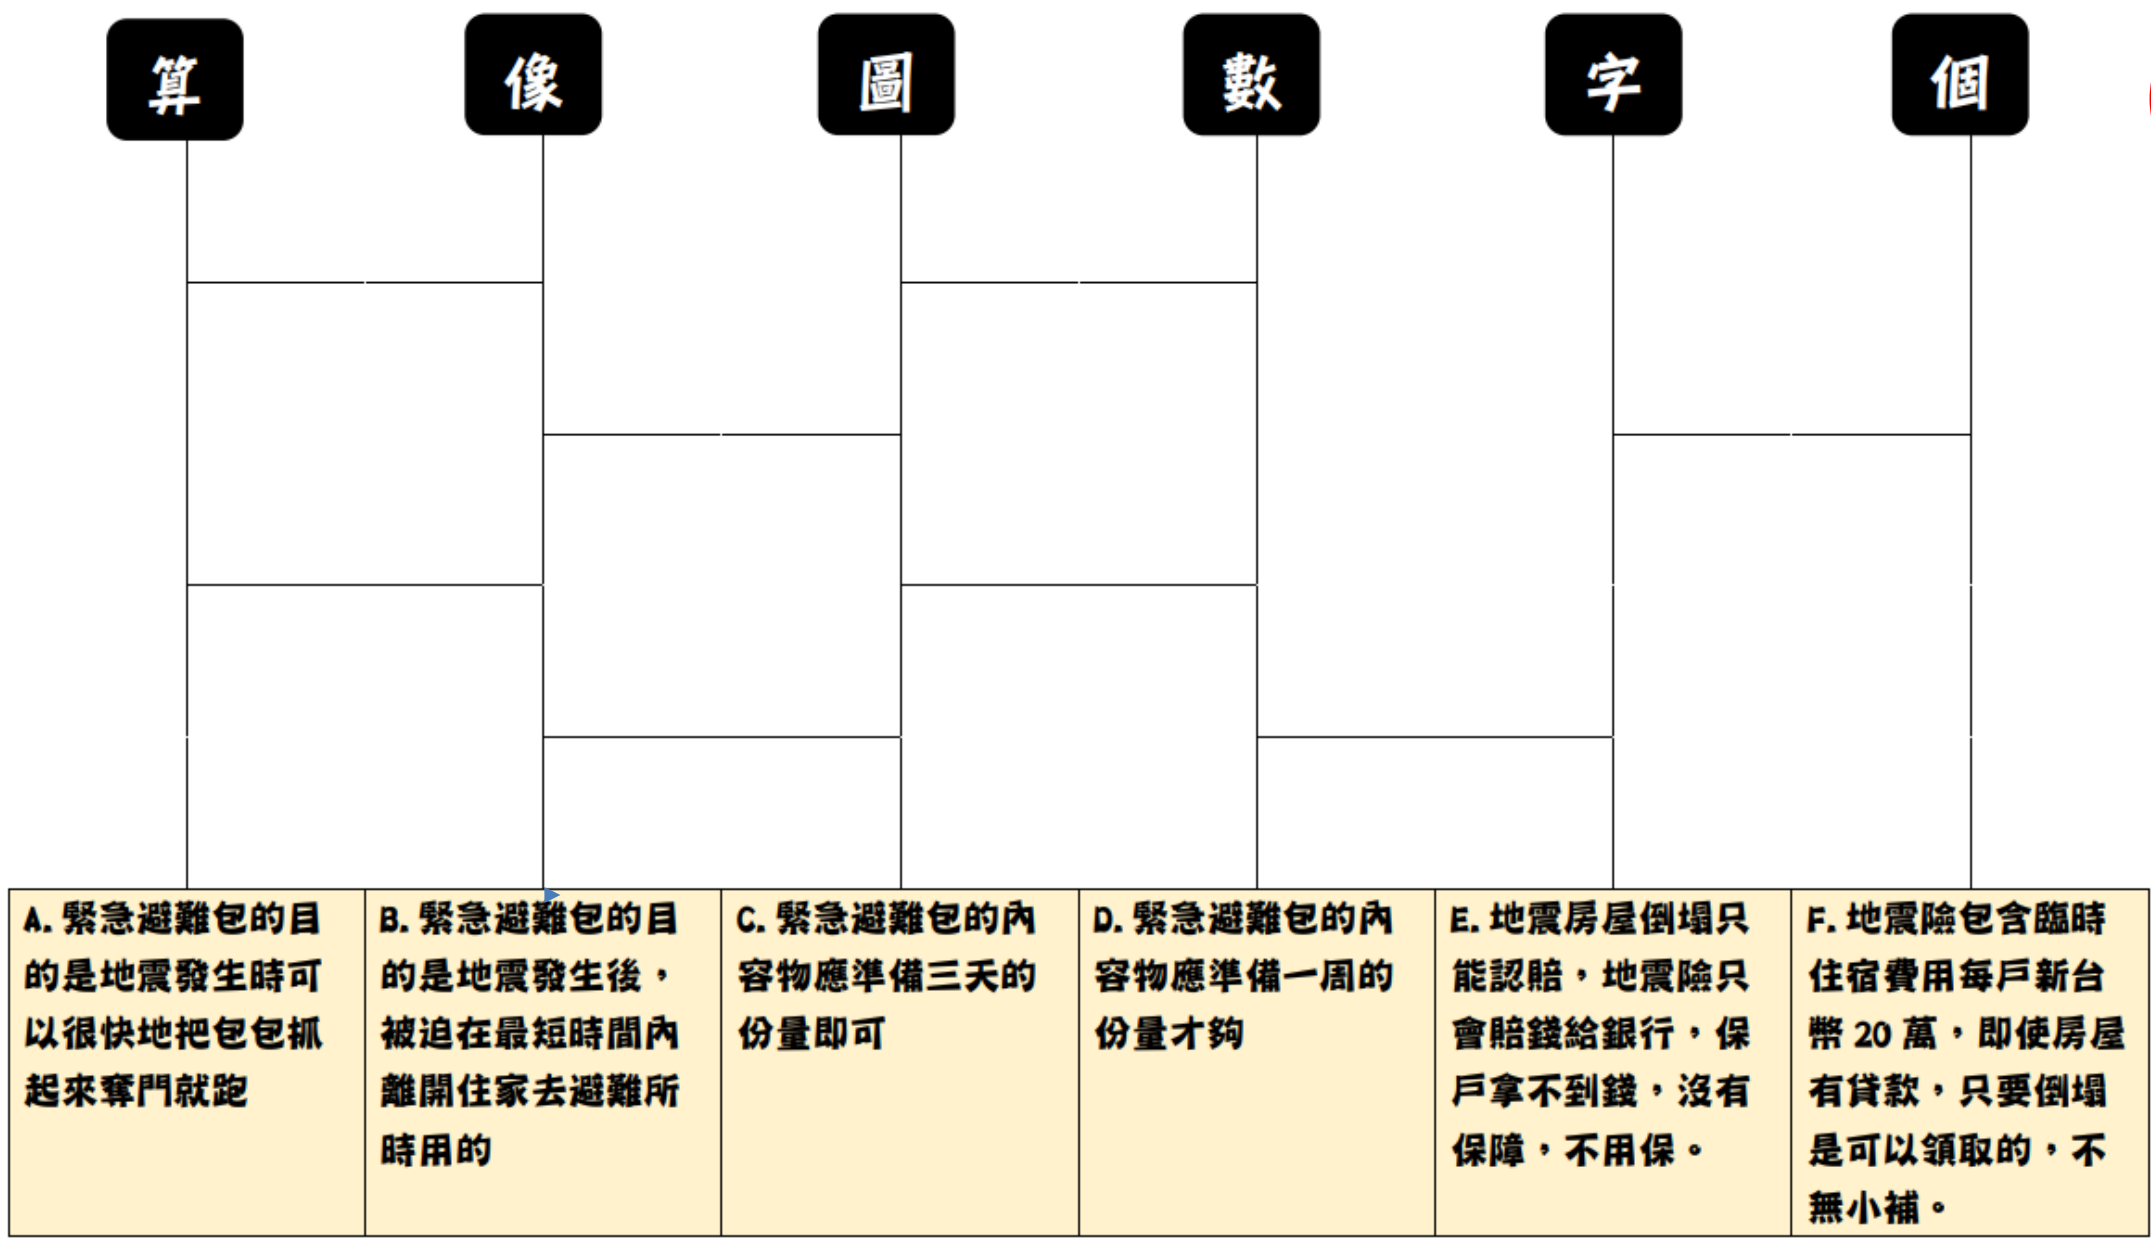 算 像 圖 數 字 個
A. 緊急避難包的目
的是地震發生時可
以很快地把包包抓
起來奪門就跑
B. 緊急避難包的目
的是地震發生後，
被迫在最短時間內
離開住家去避難所
時用的
C. 緊急避難包的內
容物應準備三天的
份量即可
D. 緊急避難包的內
容物應準備一周的
份量才夠
E. 地震房屋倒塌只
能認賠，地震險只
會賠錢給銀行，保
戶拿不到錢，沒有
保障，不用保。
F. 地震險包含臨時
住宿費用每戶新台
幣 20 萬，即使房屋
有貸款，只要倒塌
是可以領取的，不
無小補。